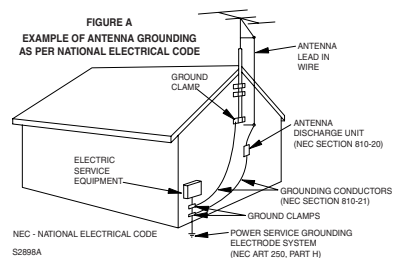 FIGURE A
EXAMPLE OF ANTENNA GROUNDING
AS PER NATIONAL ELECTRICAL CODE
ANTENNA
LEAD IN
WIRE
GROUND
CLAMP
ANTENNA
DISCHARGE UNIT
(NEC SECTION 810-20)
ELECTRIC
SERVICE
EQUIPMENT
GROUNDING CONDUCTORS
(NEC SECTION 810-21)
GROUND CLAMPS
NEC - NATIONAL ELECTRICAL CODE
POWER SERVICE GROUNDING
ELECTRODE SYSTEM
(NEC ART 250, PART H)
S2898A